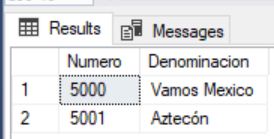 Results Messages
Numero Denominacion
1 5000 Vamos Mexico
2 5001 Aztecón